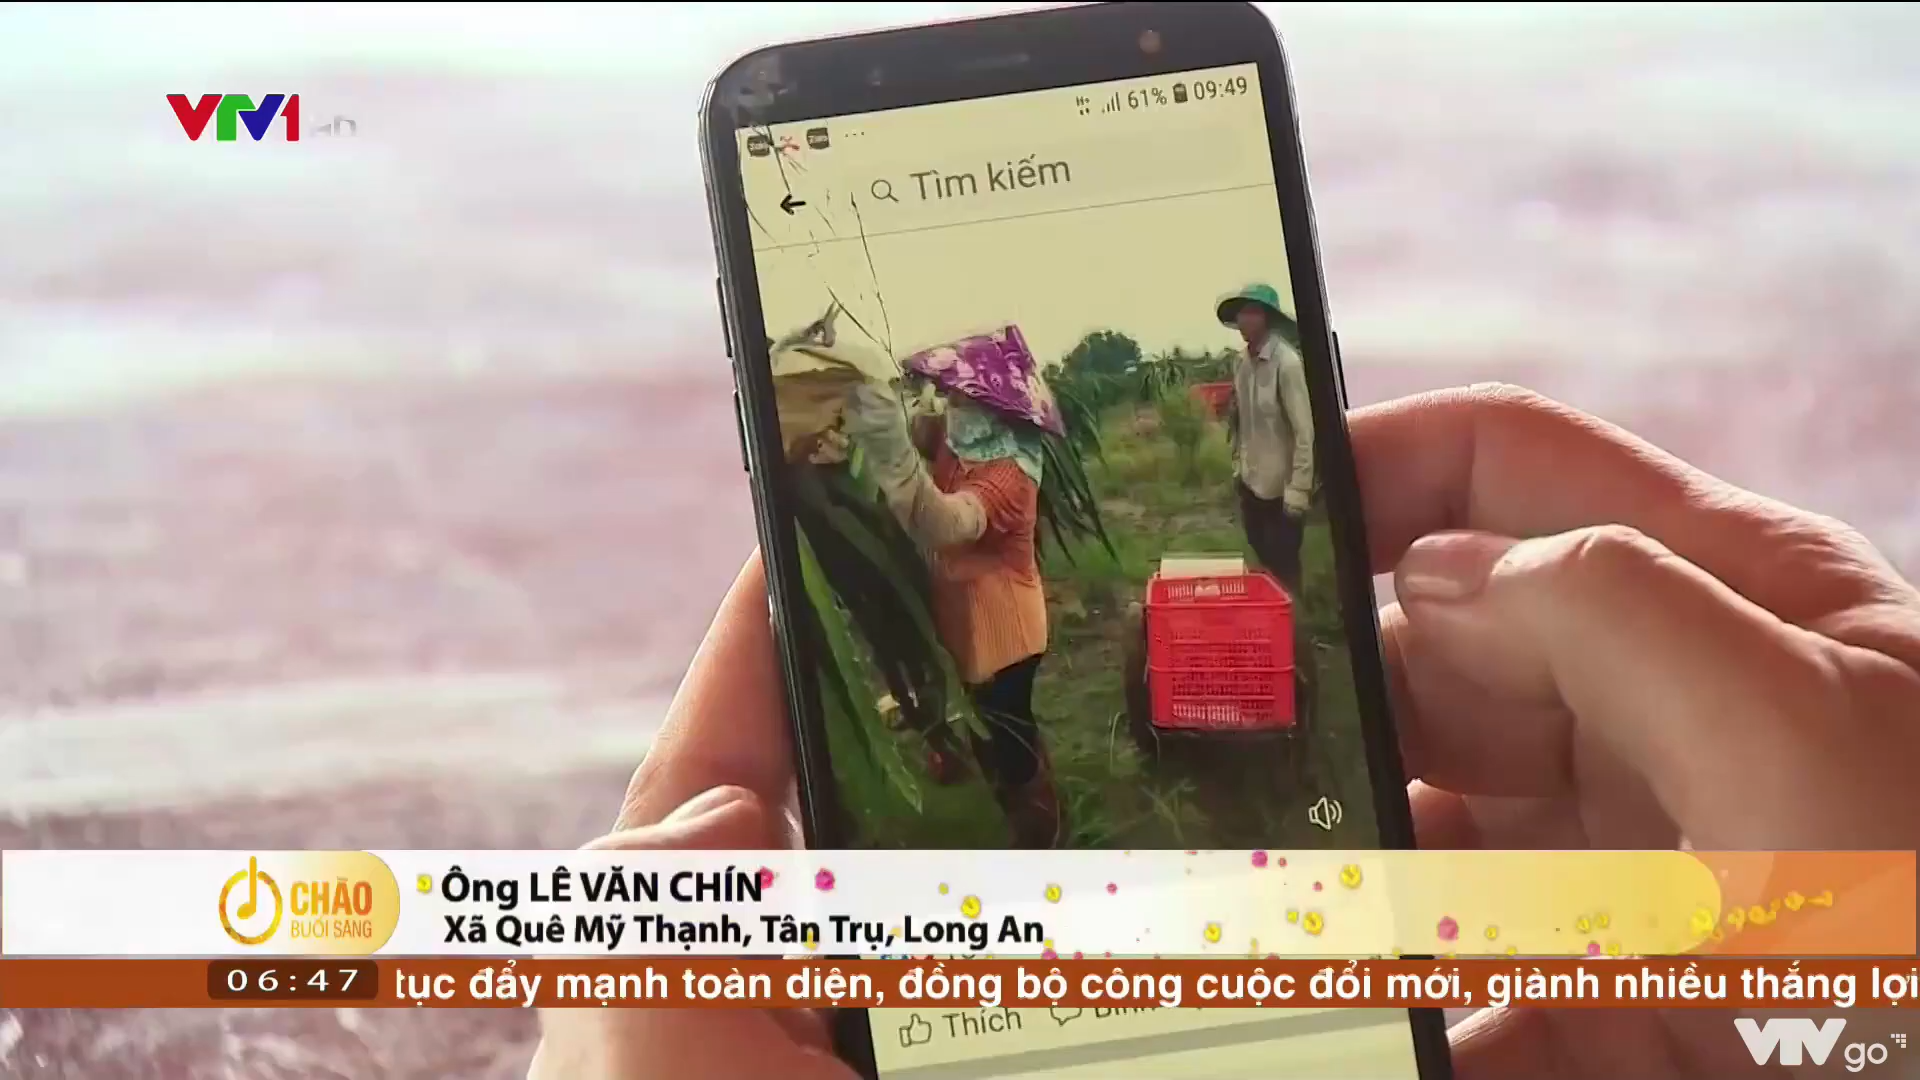 VTV1 HD
61% 09:49
Tìm kiếm
CHÀO
BUỔI SÁNG
Ông LÊ VĂN CHÍN
Xã Quê Mỹ Thạnh, Tân Trụ, Long An
06:47 tục đẩy mạnh toàn diện, đồng bộ công cuộc đổi mới, giành nhiều thắng lợi
Thích
VTV go